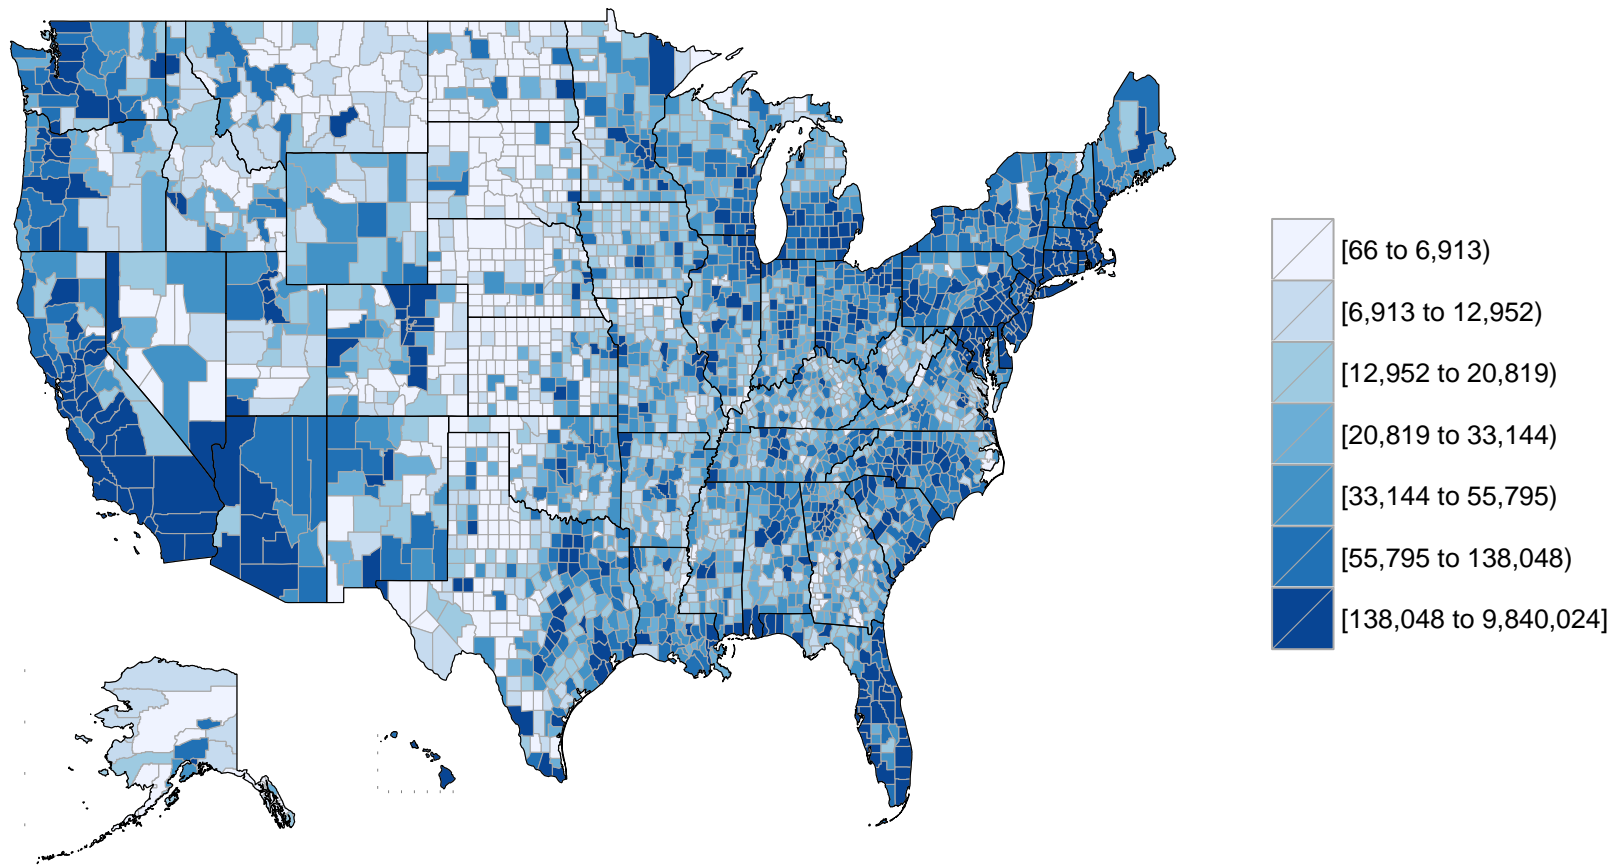 [66 to 6,913)
[6,913 to 12,952)
[12,952 to 20,819)
[20,819 to 33,144)
[33,144 to 55,795)
[55,795 to 138,048)
[138,048 to 9,840,024]